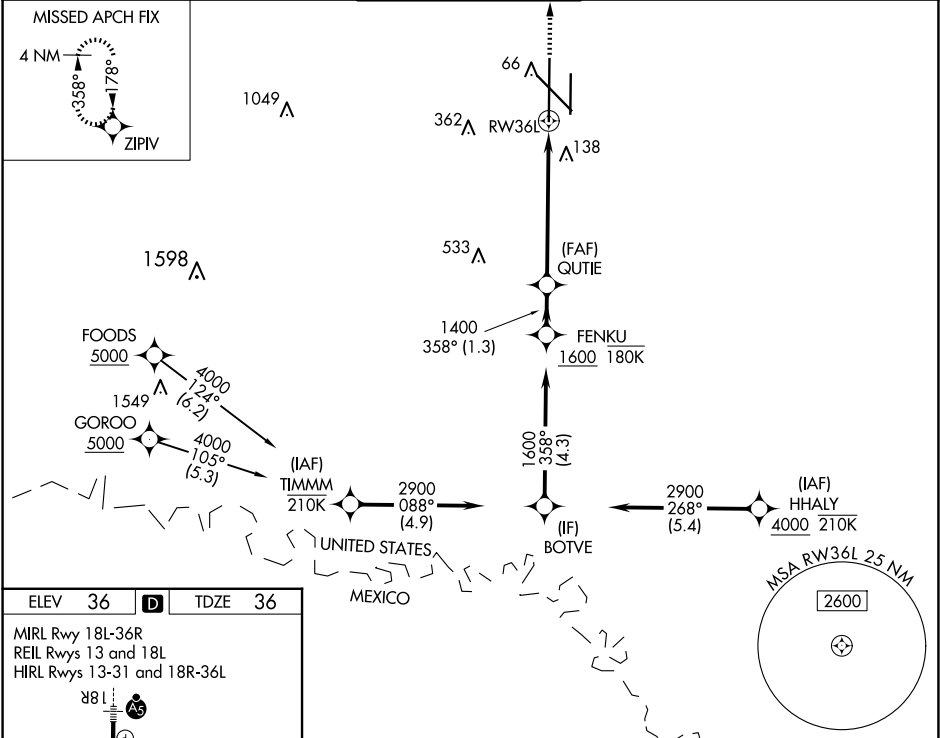 MISSED APCH FIX
4 NM
358°
178°
ZIPIV
1049
66
362
RW36L
138
1598
533
(FAF)
QUTIE
1400
358° (1.3)
FENKU
1600 180K
FOODS
5000
4000
124°
(6.2)
1549
GOROO
5000
4000
105°
(5.3)
(IAF)
TIMMM
210K
2900
088°
(4.9)
1600
358°
(4.3)
(IF)
BOTVE
2900
268°
(5.4)
(IAF)
HHALY
4000 210K
UNITED STATES
MEXICO
MSA RW36L 25 NM
2600
ELEV 36 D TDZE 36
MIRL Rwy 18L-36R
REIL Rwys 13 and 18L
HIRL Rwys 13-31 and 18R-36L
18R
A5